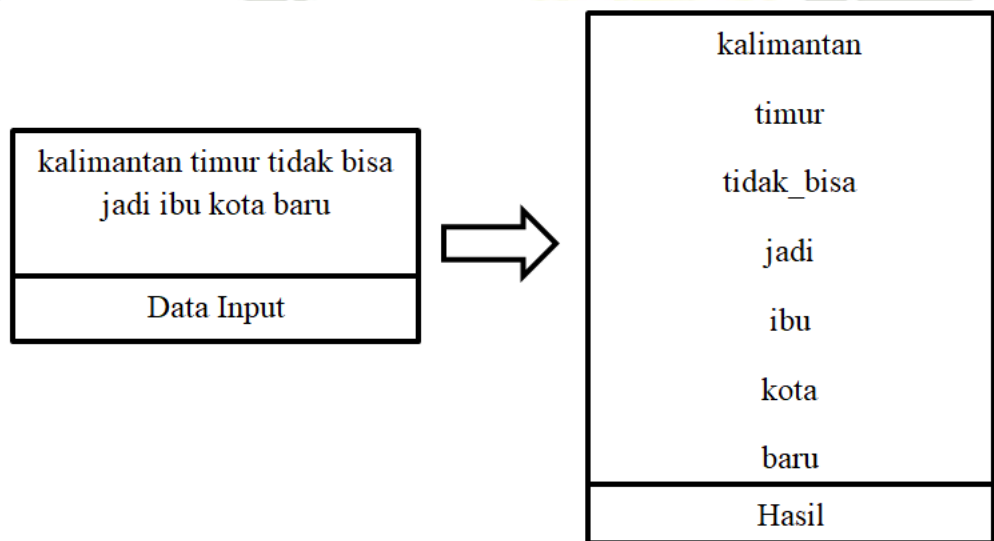 kalimantan timur tidak bisa
jadi ibu kota baru
Data Input
kalimantan
timur
tidak_bisa
jadi
ibu
kota
baru
Hasil